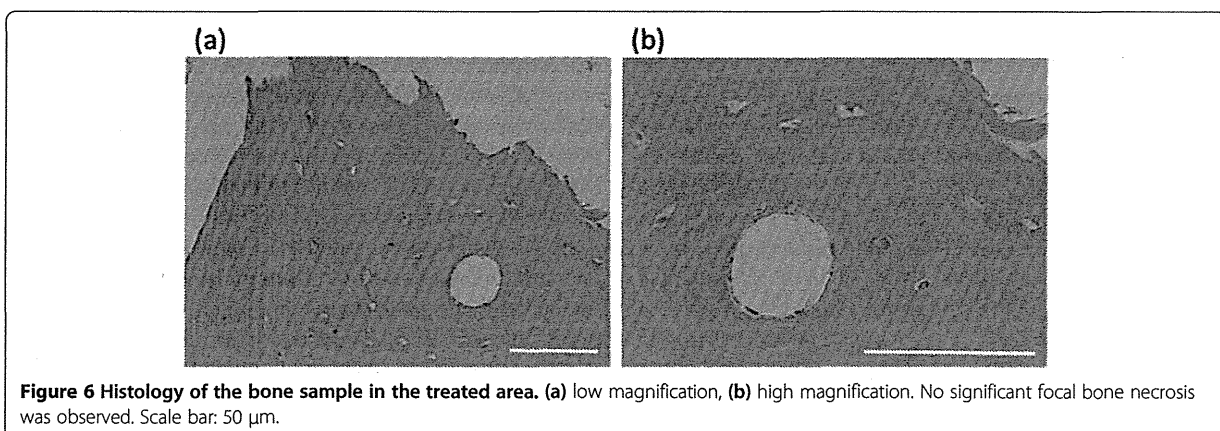 (a)
(b)
Figure 6 Histology of the bone sample in the treated area. (a) low magnification, (b) high magnification. No significant focal bone necrosis
was observed. Scale bar: 50 μm.